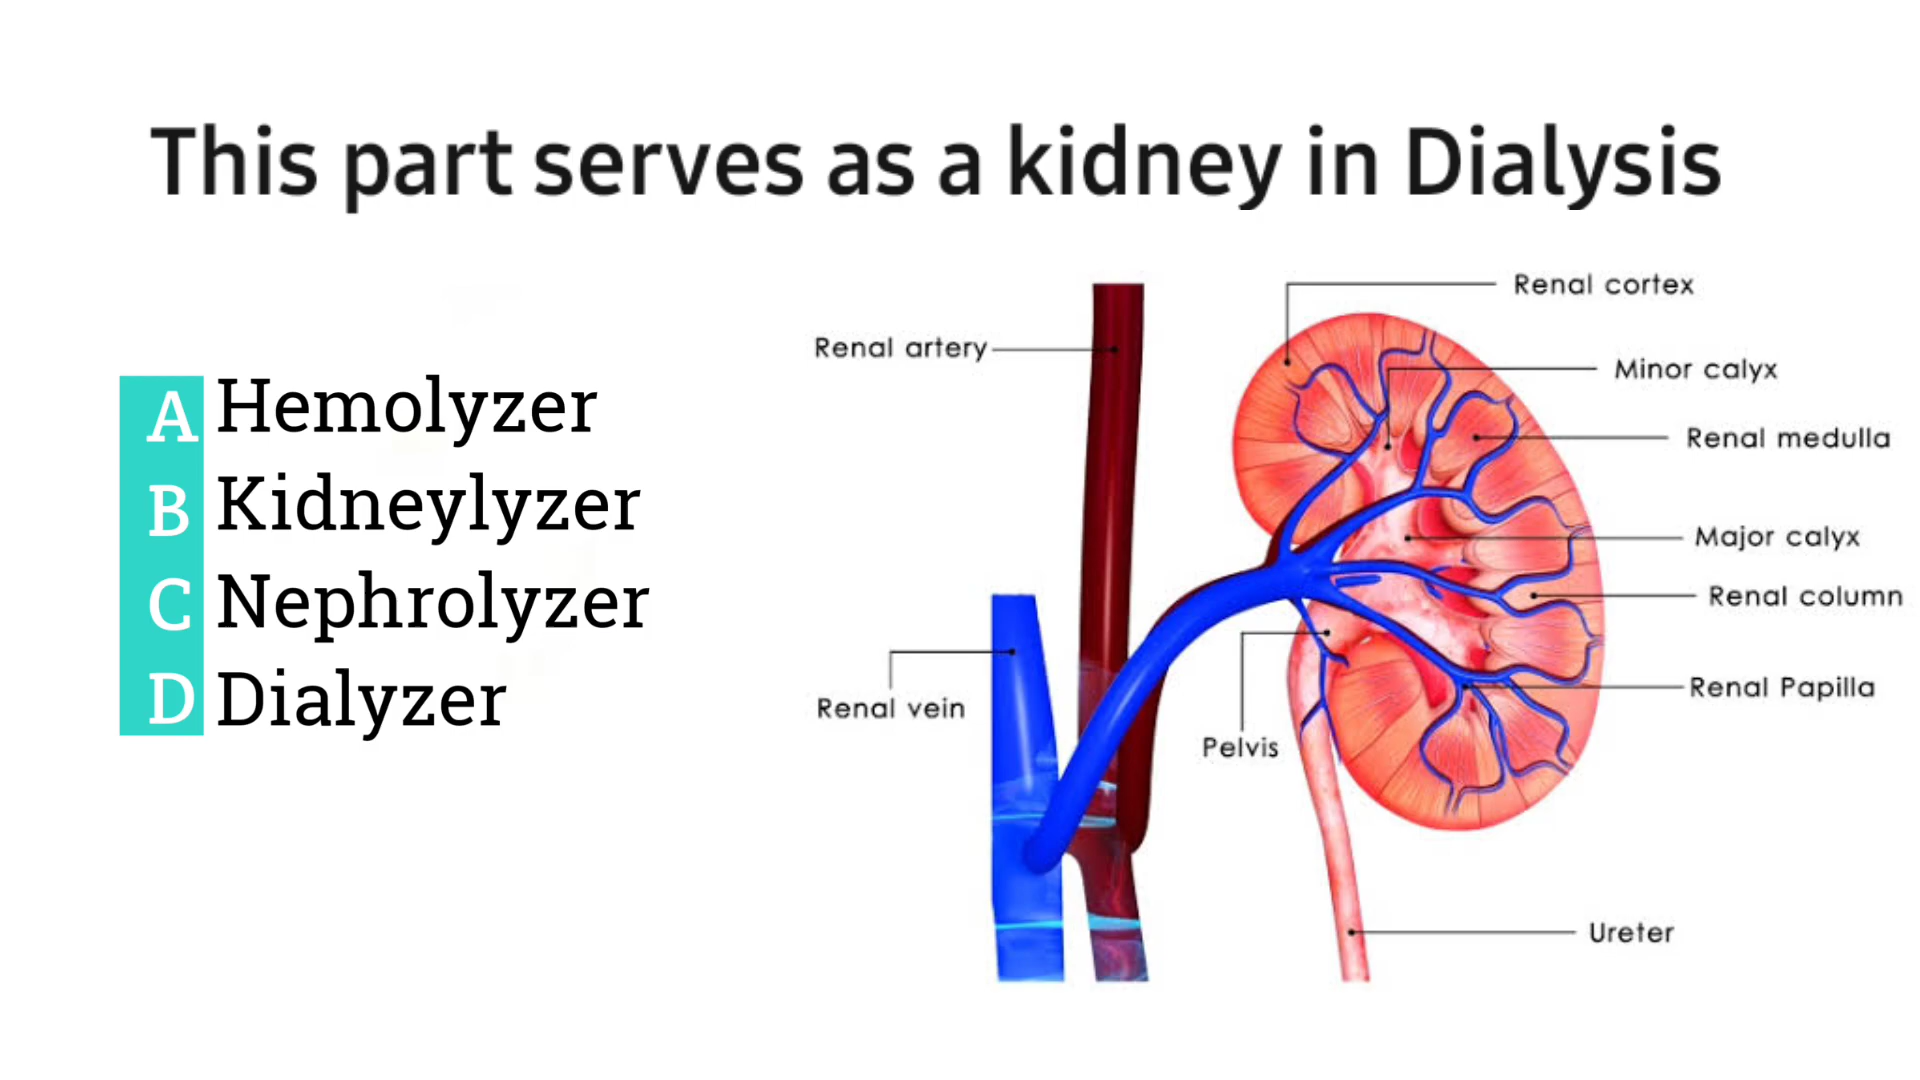 This part serves as a kidney in Dialysis
A Hemolyzer
B Kidneylyzer
C Nephrolyzer
D Dialyzer
Renal cortex
Renal artery
Minor calyx
Renal medulla
Major calyx
Renal column
Renal vein
Pelvis
Renal Papilla
Ureter